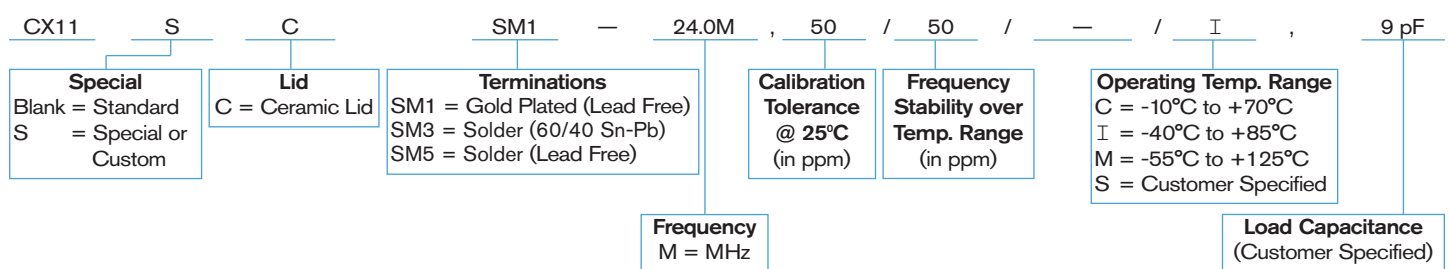 CX11 S C SM1 — 24.0M , 50 / 50 / — / I , 9 pF
Special
Blank = Standard
S = Special or
Custom
Lid
C = Ceramic Lid
Terminations
SM1 = Gold Plated (Lead Free)
SM3 = Solder (60/40 Sn-Pb)
SM5 = Solder (Lead Free)
Calibration
Tolerance
@ 25ºC
(in ppm)
Frequency
Stability over
Temp. Range
(in ppm)
Operating Temp. Range
C = -10ºC to +70ºC
I = -40ºC to +85ºC
M = -55ºC to +125ºC
S = Customer Specified
Frequency
M = MHz
Load Capacitance
(Customer Specified)